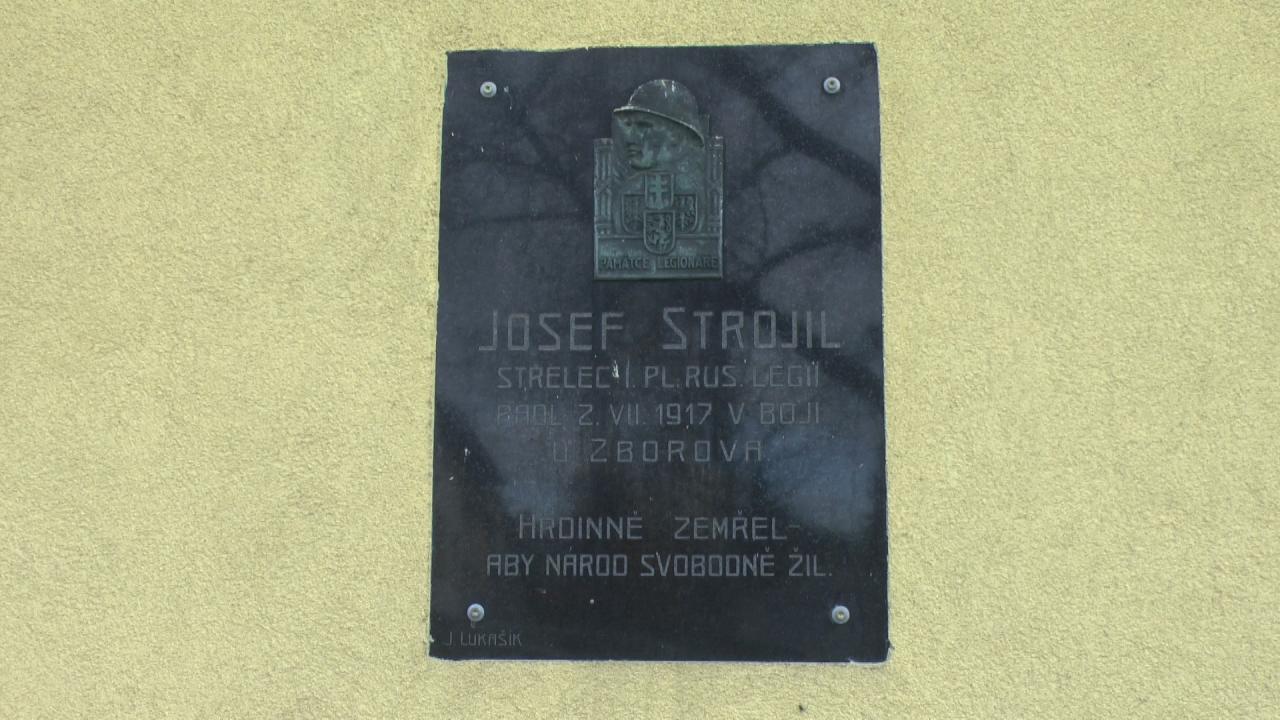 PAMÁTCE LEGIONÁŘE
JOSEF STROJIL
STŘELEC 1. PL. RUS. LEGIÍ
PADL 2. VII. 1917 V BOJI
U ZBOROVA.
HRDINNĚ ZEMŘEL-
ABY NÁROD SVOBODNĚ ŽIL.
J. LUKAŠÍK